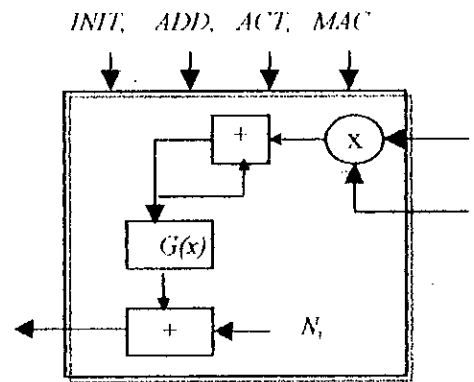 INIT, ADD, ACT, MAC
+ X
G(x)
+ N